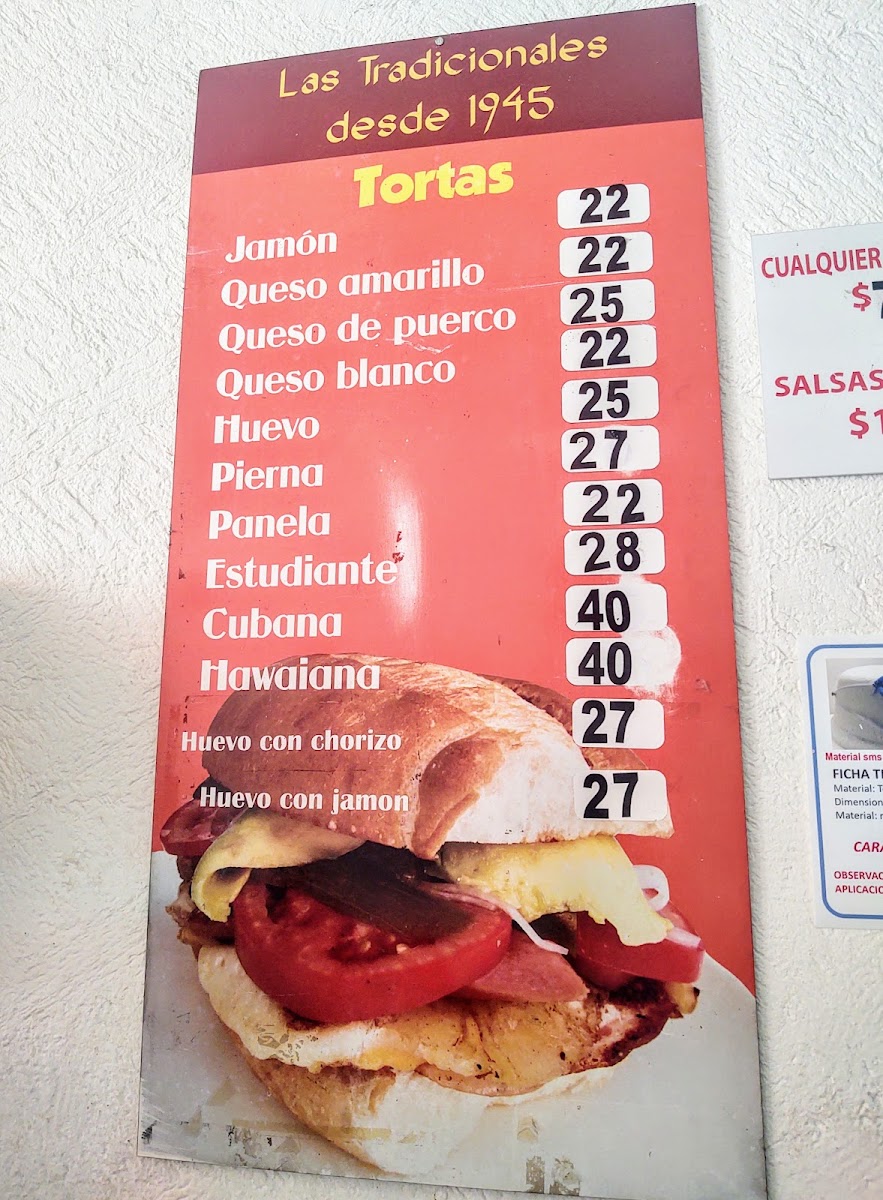 Las Tradicionales
desde 1945
Tortas
Jamón 22
Queso amarillo 22
Queso de puerco 25
Queso blanco 22
Huevo 25
Pierna 27
Panela 22
Estudiante 28
Cubana 40
Hawaiana 40
Huevo con chorizo 27
Huevo con jamon 27
CUALQUIER
$7
SALSAS
$1
Material sms
FICHA
Material:
Dimension
Material:
OBSERVAC
APLICACIO